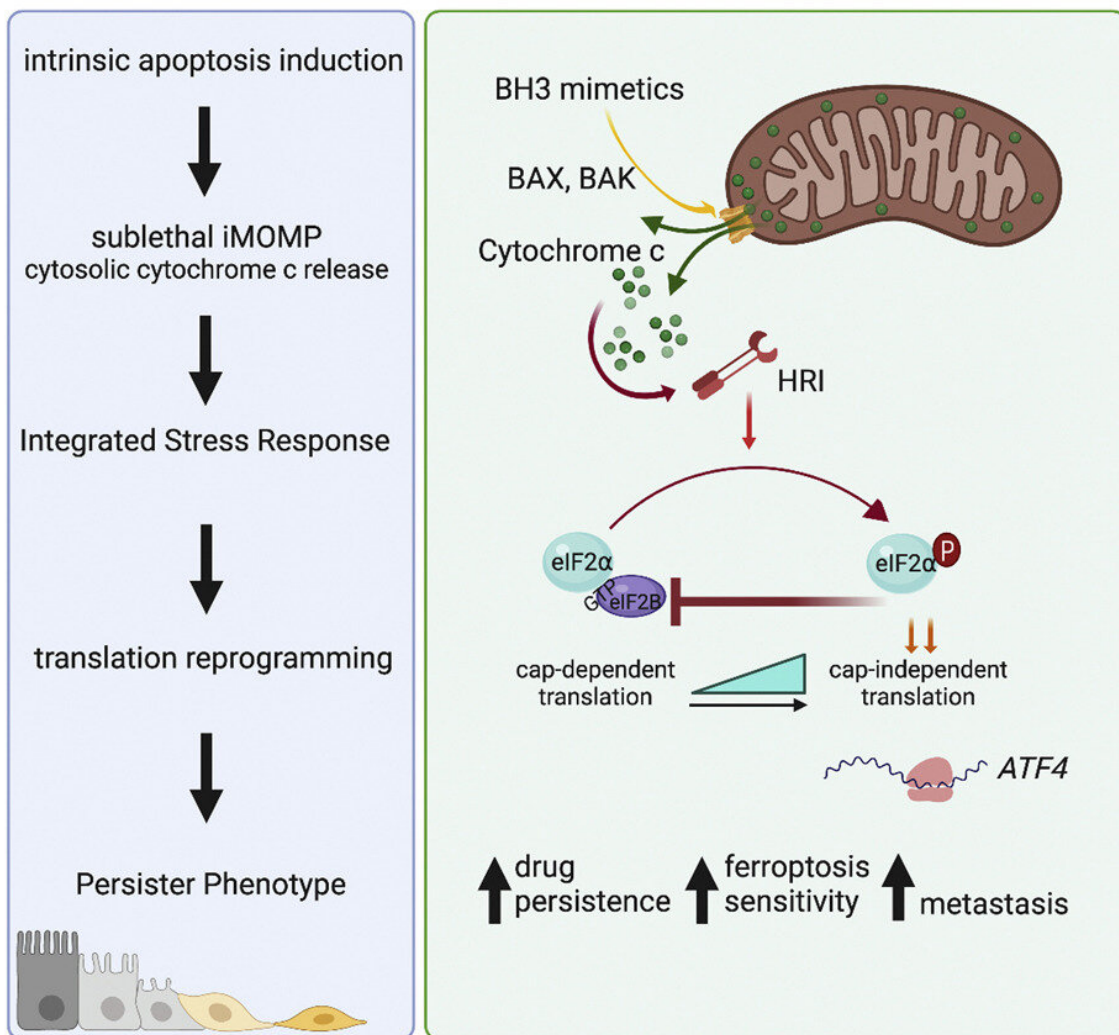 intrinsic apoptosis induction
sublethal iMOMP
cytosolic cytochrome c release
Integrated Stress Response
translation reprogramming
Persister Phenotype
BH3 mimetics
BAX, BAK
Cytochrome c
HRI
eIF2α
GTP
eIF2B
eIF2α
P
cap-dependent
translation
cap-independent
translation
ATF4
drug
persistence
ferroptosis
sensitivity
metastasis